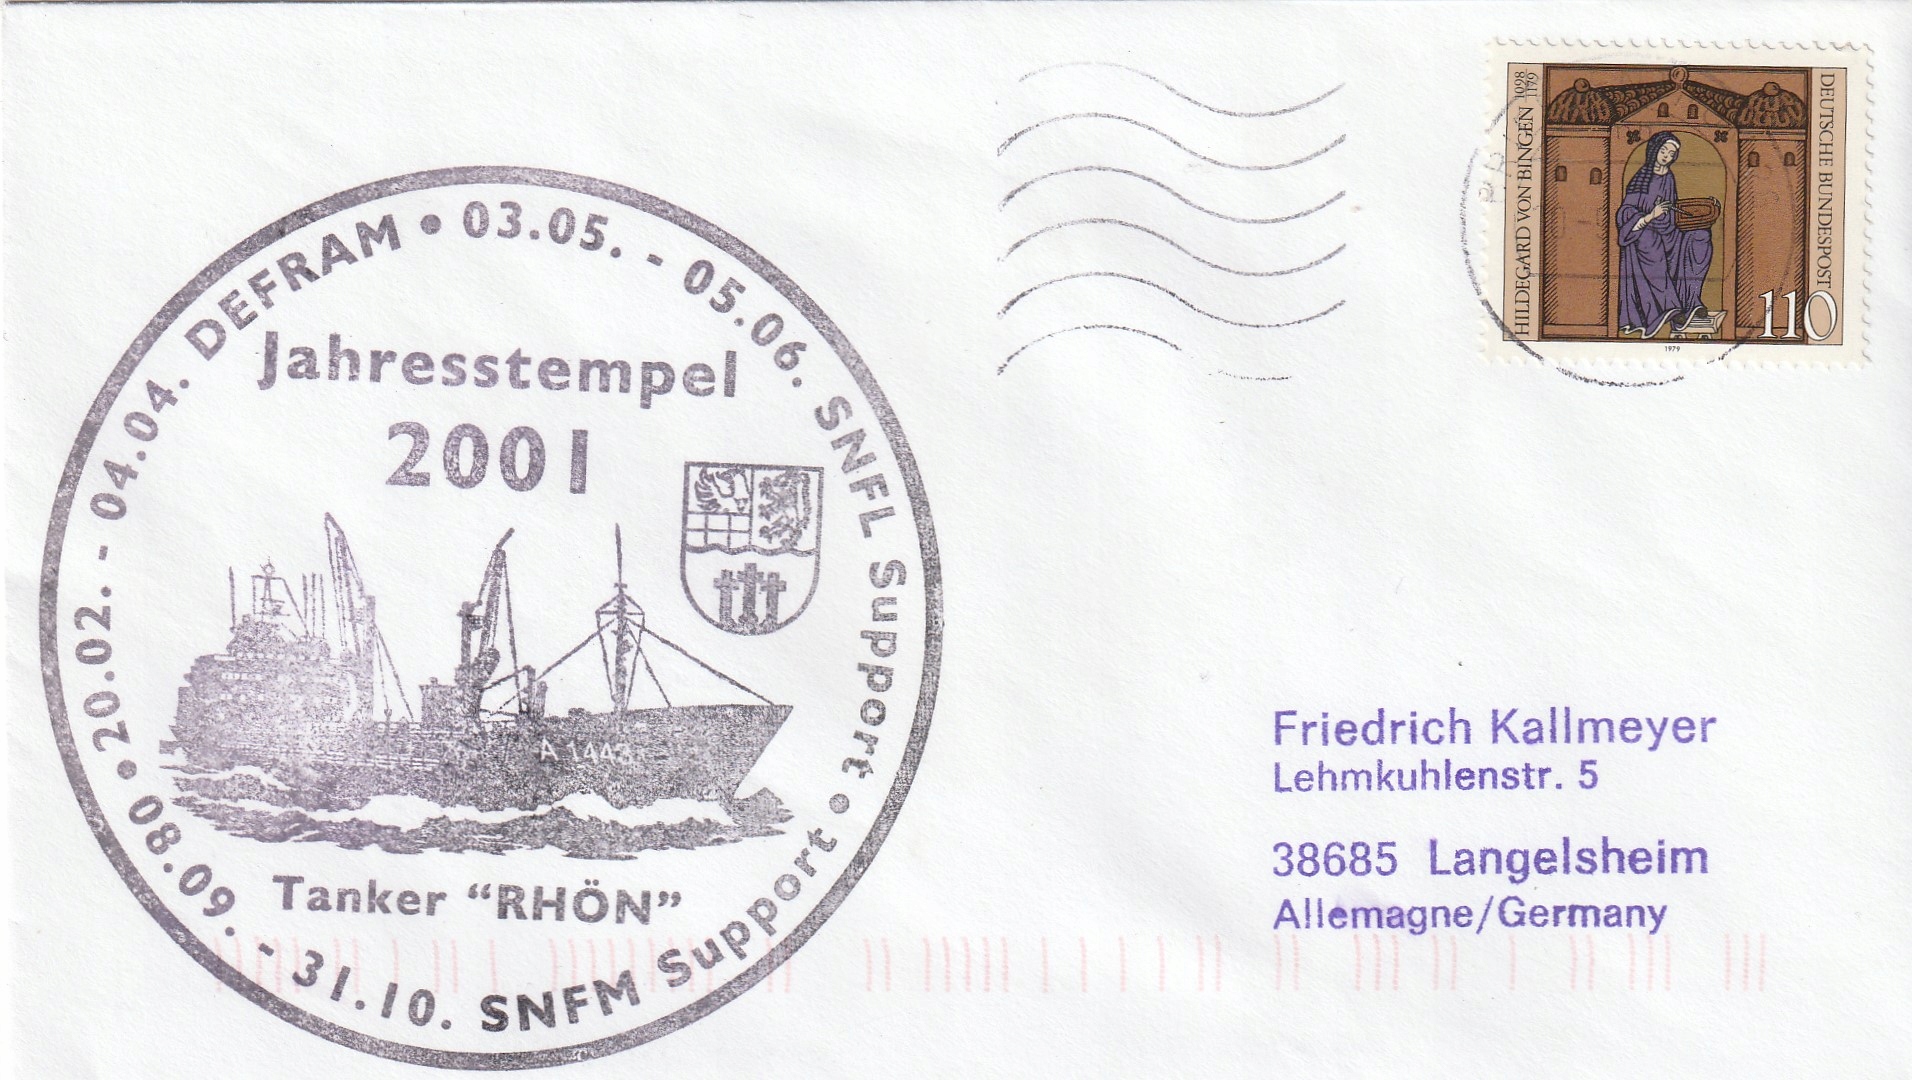 20.02. - 04.04. DEFRAM • 03.05. - 05.06. SNFL Support • 08.09. - 31.10. SNFM Support •
Jahresstempel
2001
A 1443
Tanker “RHÖN”
HILDEGARD VON BINGEN 1098
1179
DEUTSCHE BUNDESPOST
110
1979
Friedrich Kallmeyer
Lehmkuhlenstr. 5
38685 Langelsheim
Allemagne/Germany